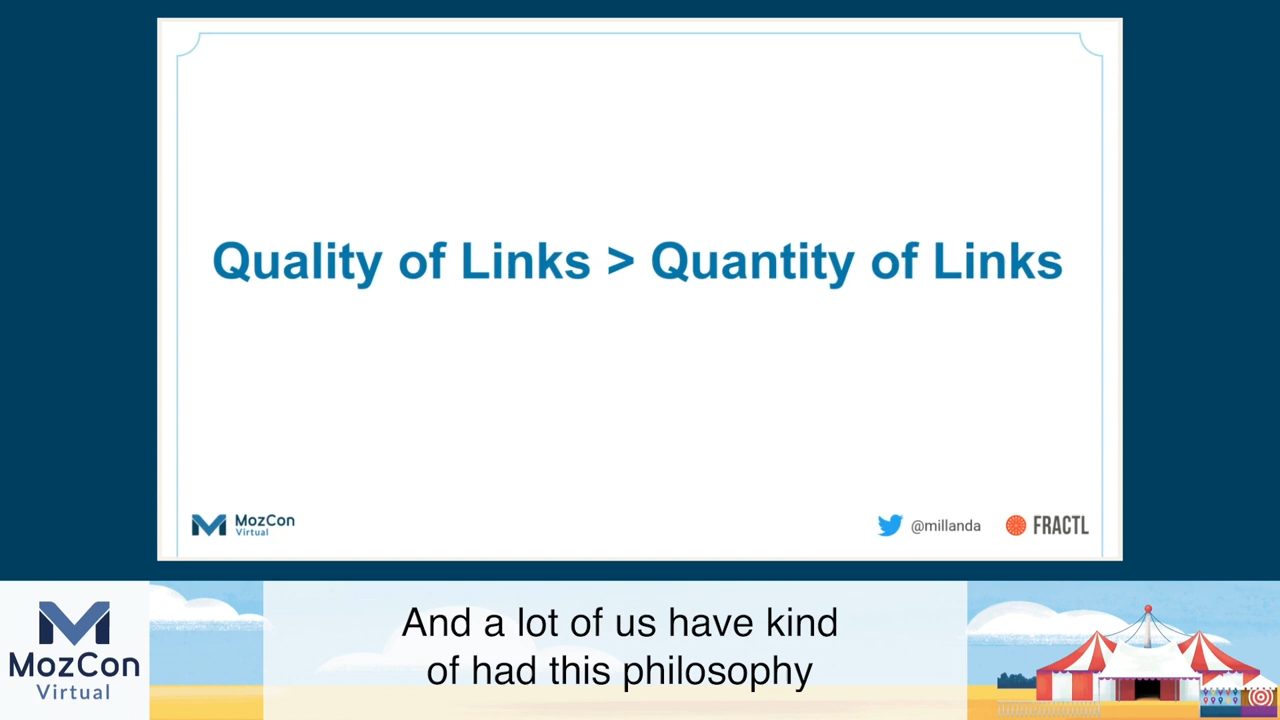 Quality of Links > Quantity of Links
MozCon
Virtual
@millanda
FRACTL
MozCon
Virtual
And a lot of us have kind
of had this philosophy